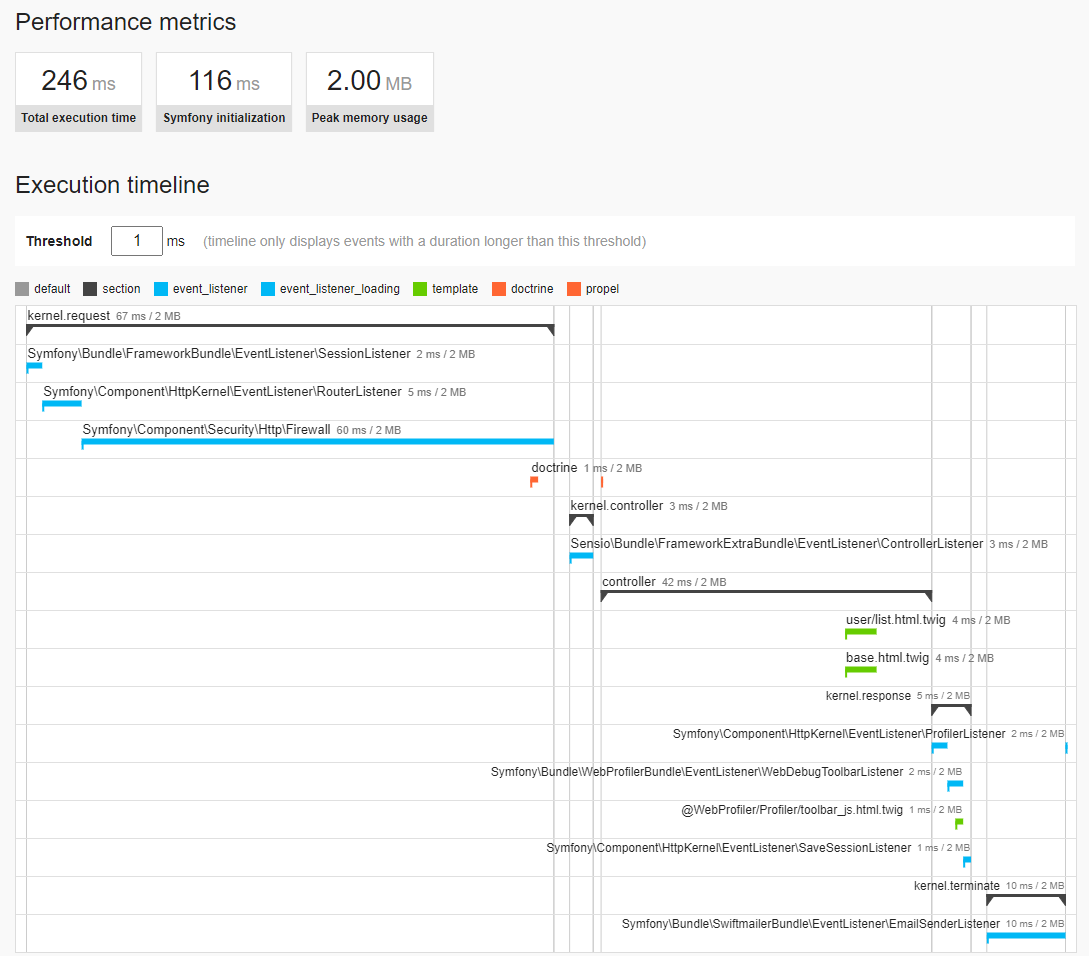 Performance metrics
246 ms 116 ms 2.00 MB
Total execution time Symfony initialization Peak memory usage
Execution timeline
Threshold 1 ms (timeline only displays events with a duration longer than this threshold)
default section event_listener event_listener_loading template doctrine propel
kernel.request 67 ms / 2 MB
Symfony\Bundle\FrameworkBundle\EventListener\SessionListener 2 ms / 2 MB
Symfony\Component\HttpKernel\EventListener\RouterListener 5 ms / 2 MB
Symfony\Component\Security\Http\Firewall 60 ms / 2 MB
doctrine 1 ms / 2 MB
kernel.controller 3 ms / 2 MB
Sensio\Bundle\FrameworkExtraBundle\EventListener\ControllerListener 3 ms / 2 MB
controller 42 ms / 2 MB
user/list.html.twig 4 ms / 2 MB
base.html.twig 4 ms / 2 MB
kernel.response 5 ms / 2 MB
Symfony\Component\HttpKernel\EventListener\ProfilerListener 2 ms / 2 MB
Symfony\Bundle\WebProfilerBundle\EventListener\WebDebugToolbarListener 2 ms / 2 MB
@WebProfiler/Profiler/toolbar_js.html.twig 1 ms / 2 MB
Symfony\Component\HttpKernel\EventListener\SaveSessionListener 1 ms / 2 MB
kernel.terminate 10 ms / 2 MB
Symfony\Bundle\SwiftmailerBundle\EventListener\EmailSenderListener 10 ms / 2 MB